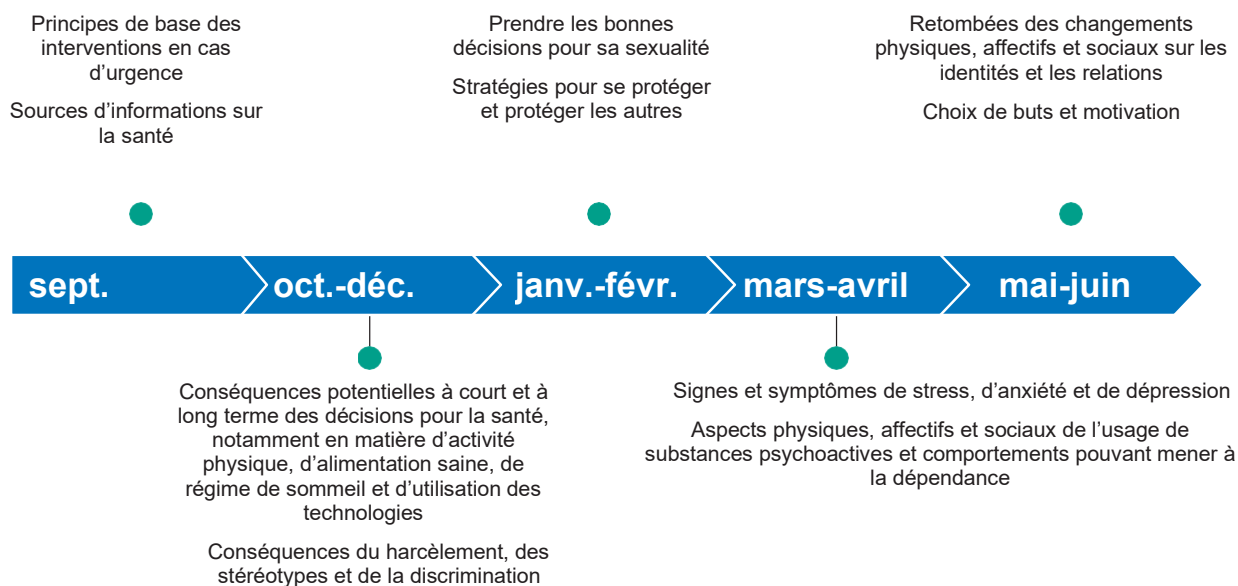 Principes de base des
interventions en cas
d’urgence
Sources d’informations sur
la santé
Prendre les bonnes
décisions pour sa sexualité
Stratégies pour se protéger
et protéger les autres
Retombées des changements
physiques, affectifs et sociaux sur les
identités et les relations
Choix de buts et motivation
sept.
oct.-déc.
janv.-févr.
mars-avril
mai-juin
Conséquences potentielles à court et à
long terme des décisions pour la santé,
notamment en matière d’activité
physique, d’alimentation saine, de
régime de sommeil et d’utilisation des
technologies
Conséquences du harcèlement, des
stéréotypes et de la discrimination
Signes et symptômes de stress, d’anxiété et de dépression
Aspects physiques, affectifs et sociaux de l’usage de
substances psychoactives et comportements pouvant mener à
la dépendance